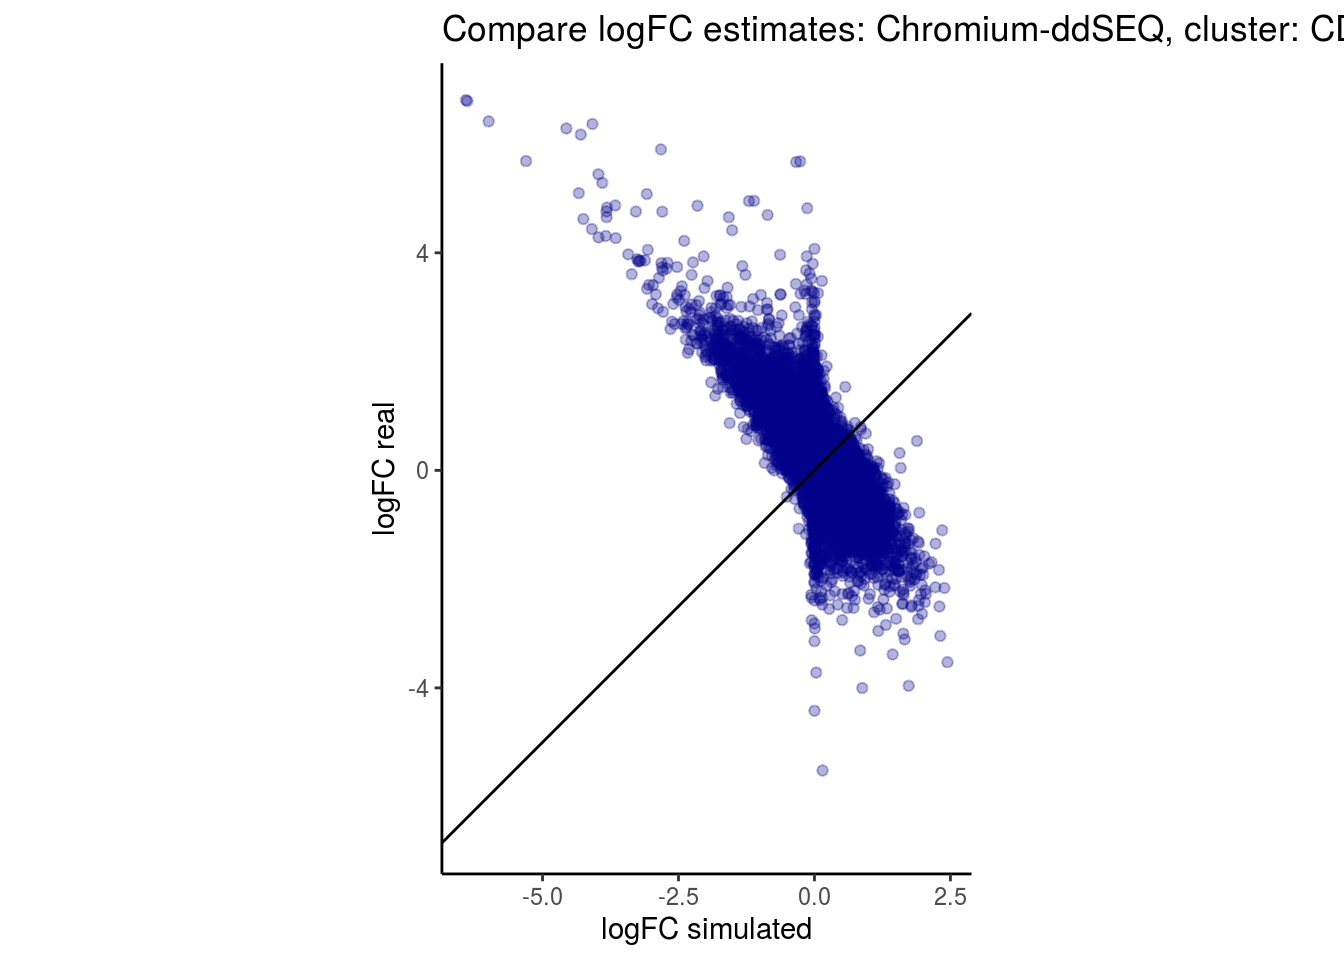 Compare logFC estimates: Chromium-ddSEQ, cluster:
logFC real
4
0
-4
-5.0
-2.5
0.0
2.5
logFC simulated